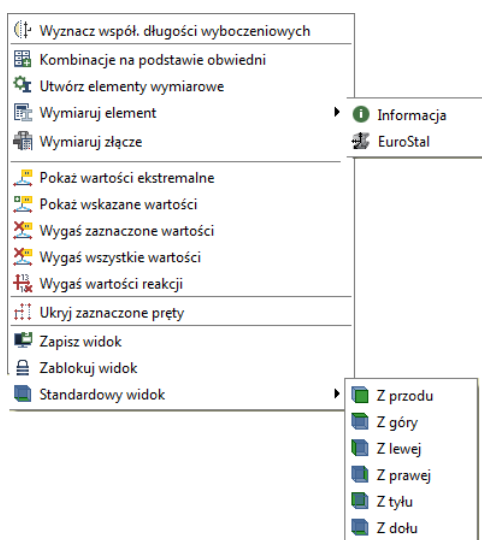 Wyznacz współ. długości wyboczeniowych
Kombinacje na podstawie obwiedni
Utwórz elementy wymiarowe
Wymiaruj element
Informacja
EuroStal
Wymiaruj złącze
Pokaż wartości ekstremalne
Pokaż wskazane wartości
Wygaś zaznaczone wartości
Wygaś wszystkie wartości
Wygaś wartości reakcji
Ukryj zaznaczone pręty
Zapisz widok
Zablokuj widok
Standardowy widok
Z przodu
Z góry
Z lewej
Z prawej
Z tyłu
Z dołu